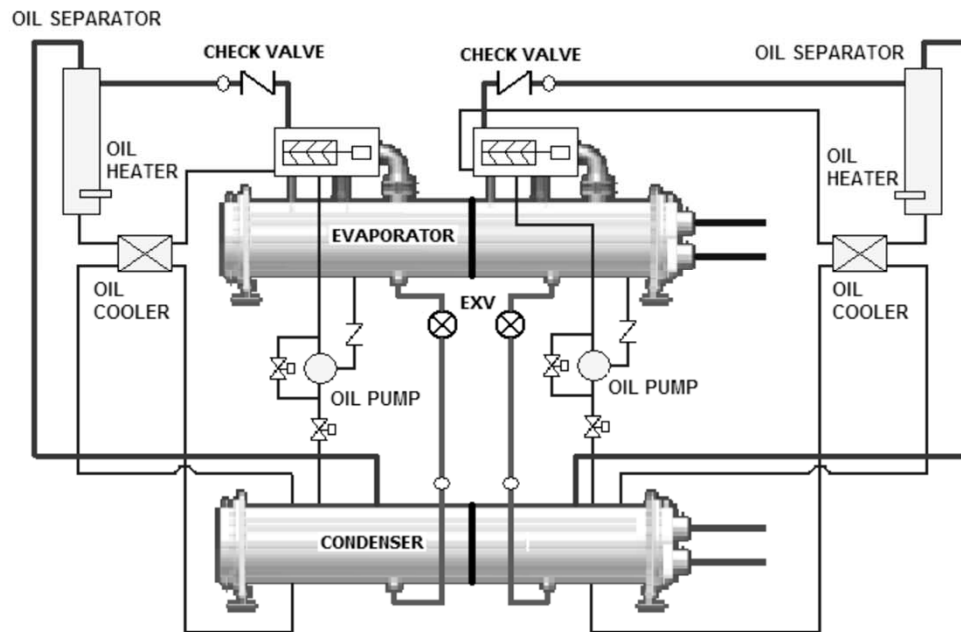 OIL SEPARATOR
CHECK VALVE
CHECK VALVE
OIL SEPARATOR
OIL
HEATER
OIL
HEATER
EVAPORATOR
OIL
COOLER
EXV
OIL
COOLER
OIL PUMP
OIL PUMP
CONDENSER